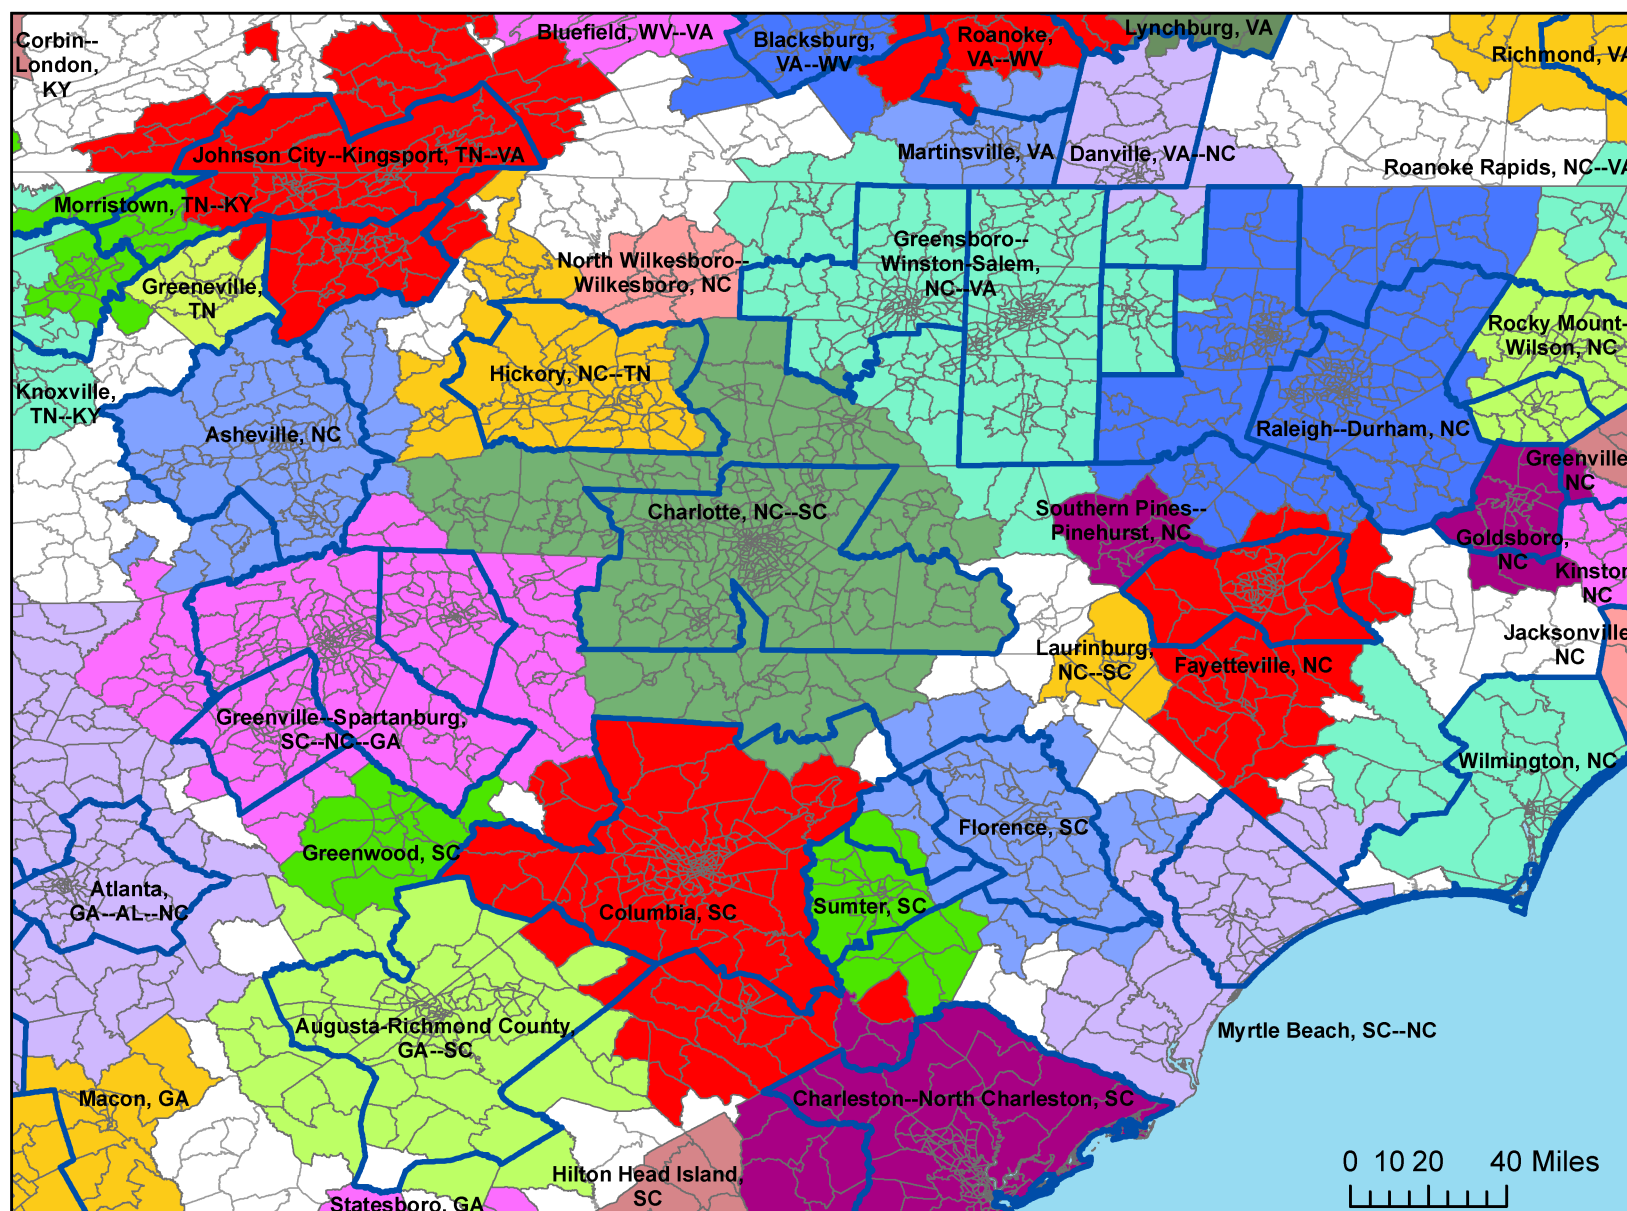 Bluefield, WV--VA
Lynchburg, VA
Corbin--
London,
KY
Blacksburg,
VA--WV
Roanoke,
VA--WV
Richmond, VA
Johnson City--Kingsport, TN--VA
Martinsville, VA
Danville, VA--NC
Roanoke Rapids, NC--VA
Morristown, TN--KY
Greensboro--
Winston-Salem,
NC--VA
North Wilkesboro--
Wilkesboro, NC
Greeneville,
TN
Rocky Mount-
Wilson, NC
Hickory, NC--TN
Knoxville,
TN--KY
Asheville, NC
Raleigh--Durham, NC
Greenville
NC
Charlotte, NC--SC
Southern Pines--
Pinehurst, NC
Goldsboro,
NC
Kinston
NC
Jacksonville
NC
Laurinburg,
NC--SC
Fayetteville, NC
Greenville--Spartanburg,
SC--NC--GA
Wilmington, NC
Florence, SC
Greenwood, SC
Atlanta,
GA--AL--NC
Columbia, SC
Sumter, SC
Augusta-Richmond County,
GA--SC
Myrtle Beach, SC--NC
Macon, GA
Charleston--North Charleston, SC
Hilton Head Island,
SC
Statesboro, GA
0 10 20 40 Miles